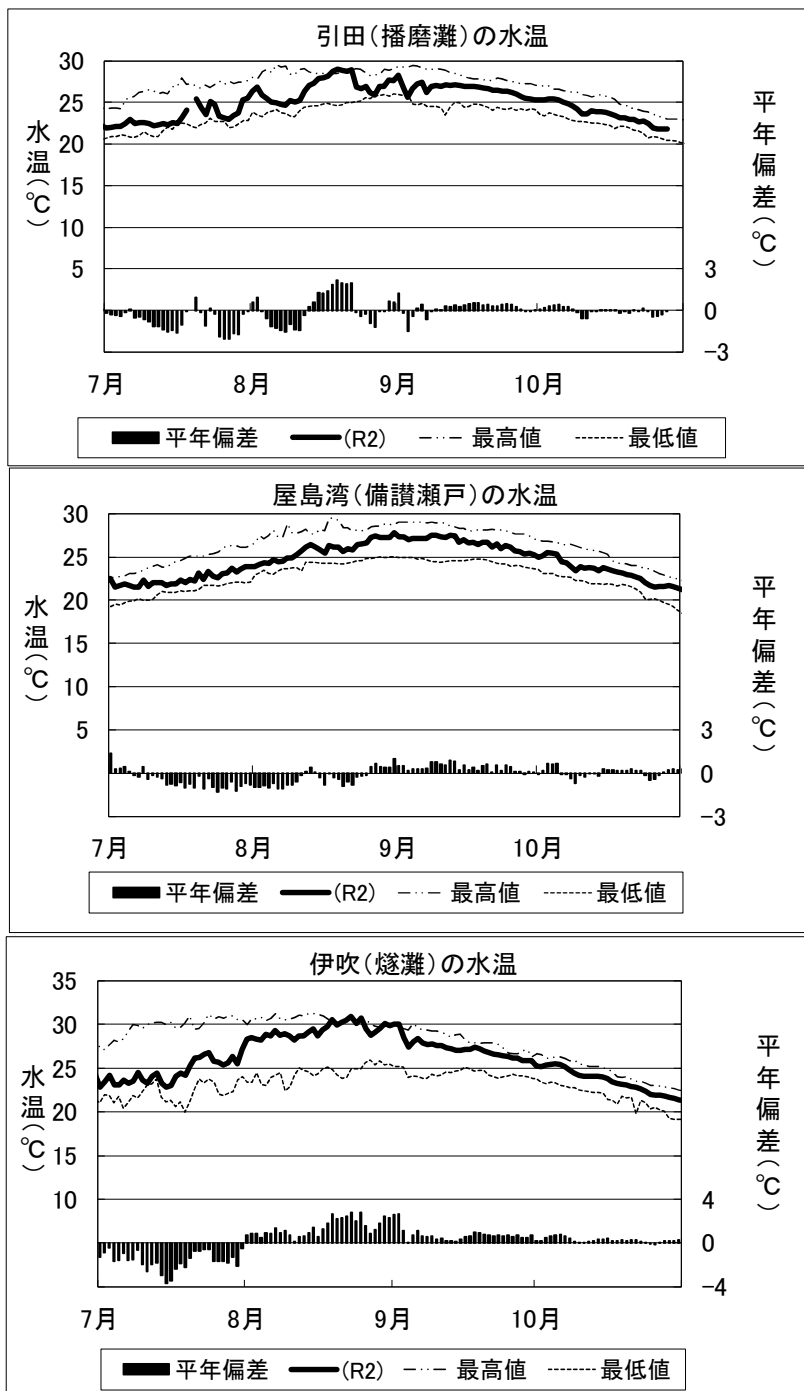 引田(播磨灘)の水温
30
25
20
15
10
5
水温(℃)
平年偏差(℃)
3
0
−3
7月 8月 9月 10月
平年偏差 (R2) 最高値 最低値
屋島湾(備讃瀬戸)の水温
30
25
20
15
10
5
水温(℃)
平年偏差(℃)
3
0
−3
7月 8月 9月 10月
平年偏差 (R2) 最高値 最低値
伊吹(燧灘)の水温
35
30
25
20
15
10
水温(℃)
平年偏差(℃)
4
0
−4
7月 8月 9月 10月
平年偏差 (R2) 最高値 最低値